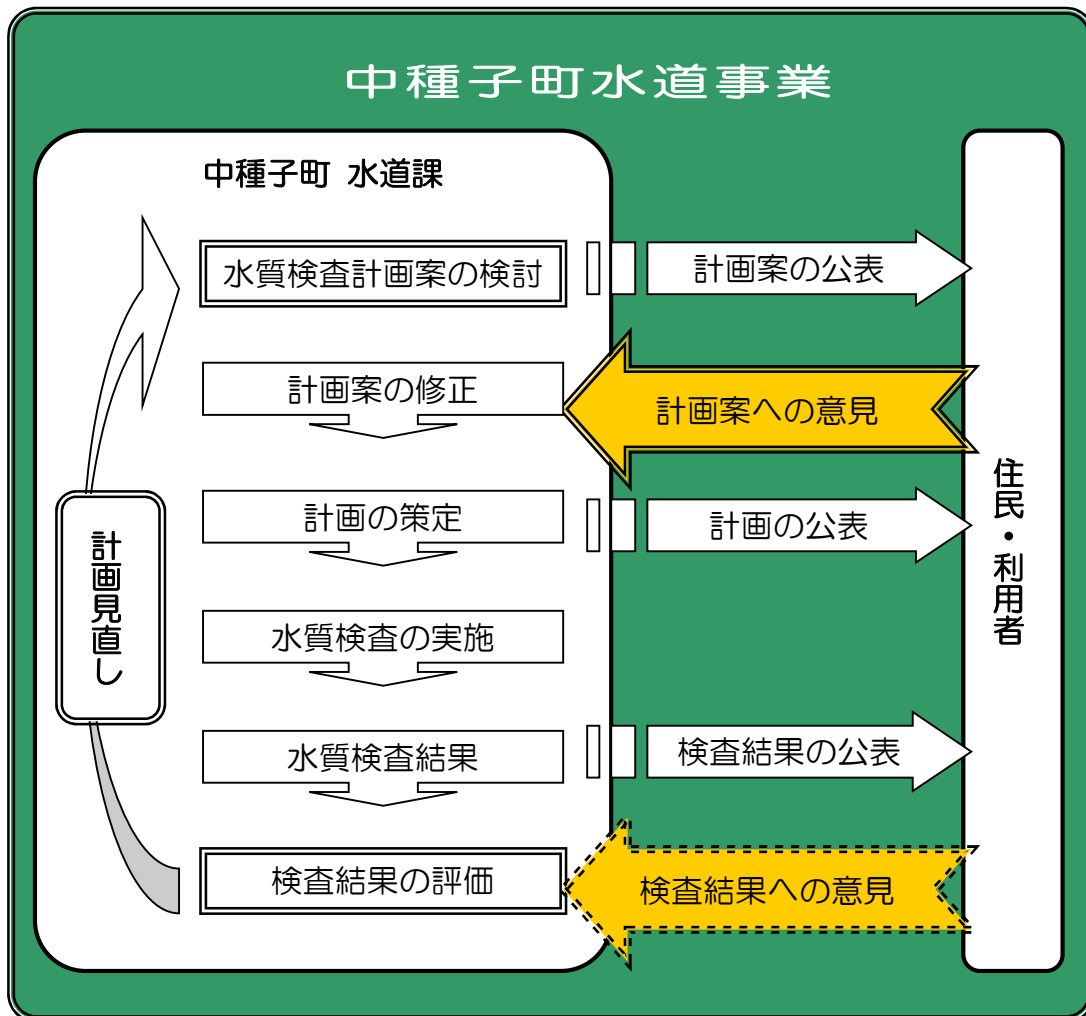 中種子町水道事業
中種子町 水道課
水質検査計画案の検討
計画案の公表
計画案の修正
計画案への意見
計画の策定
計画の公表
水質検査の実施
水質検査結果
検査結果の公表
検査結果の評価
検査結果への意見
計画見直し
住民・利用者